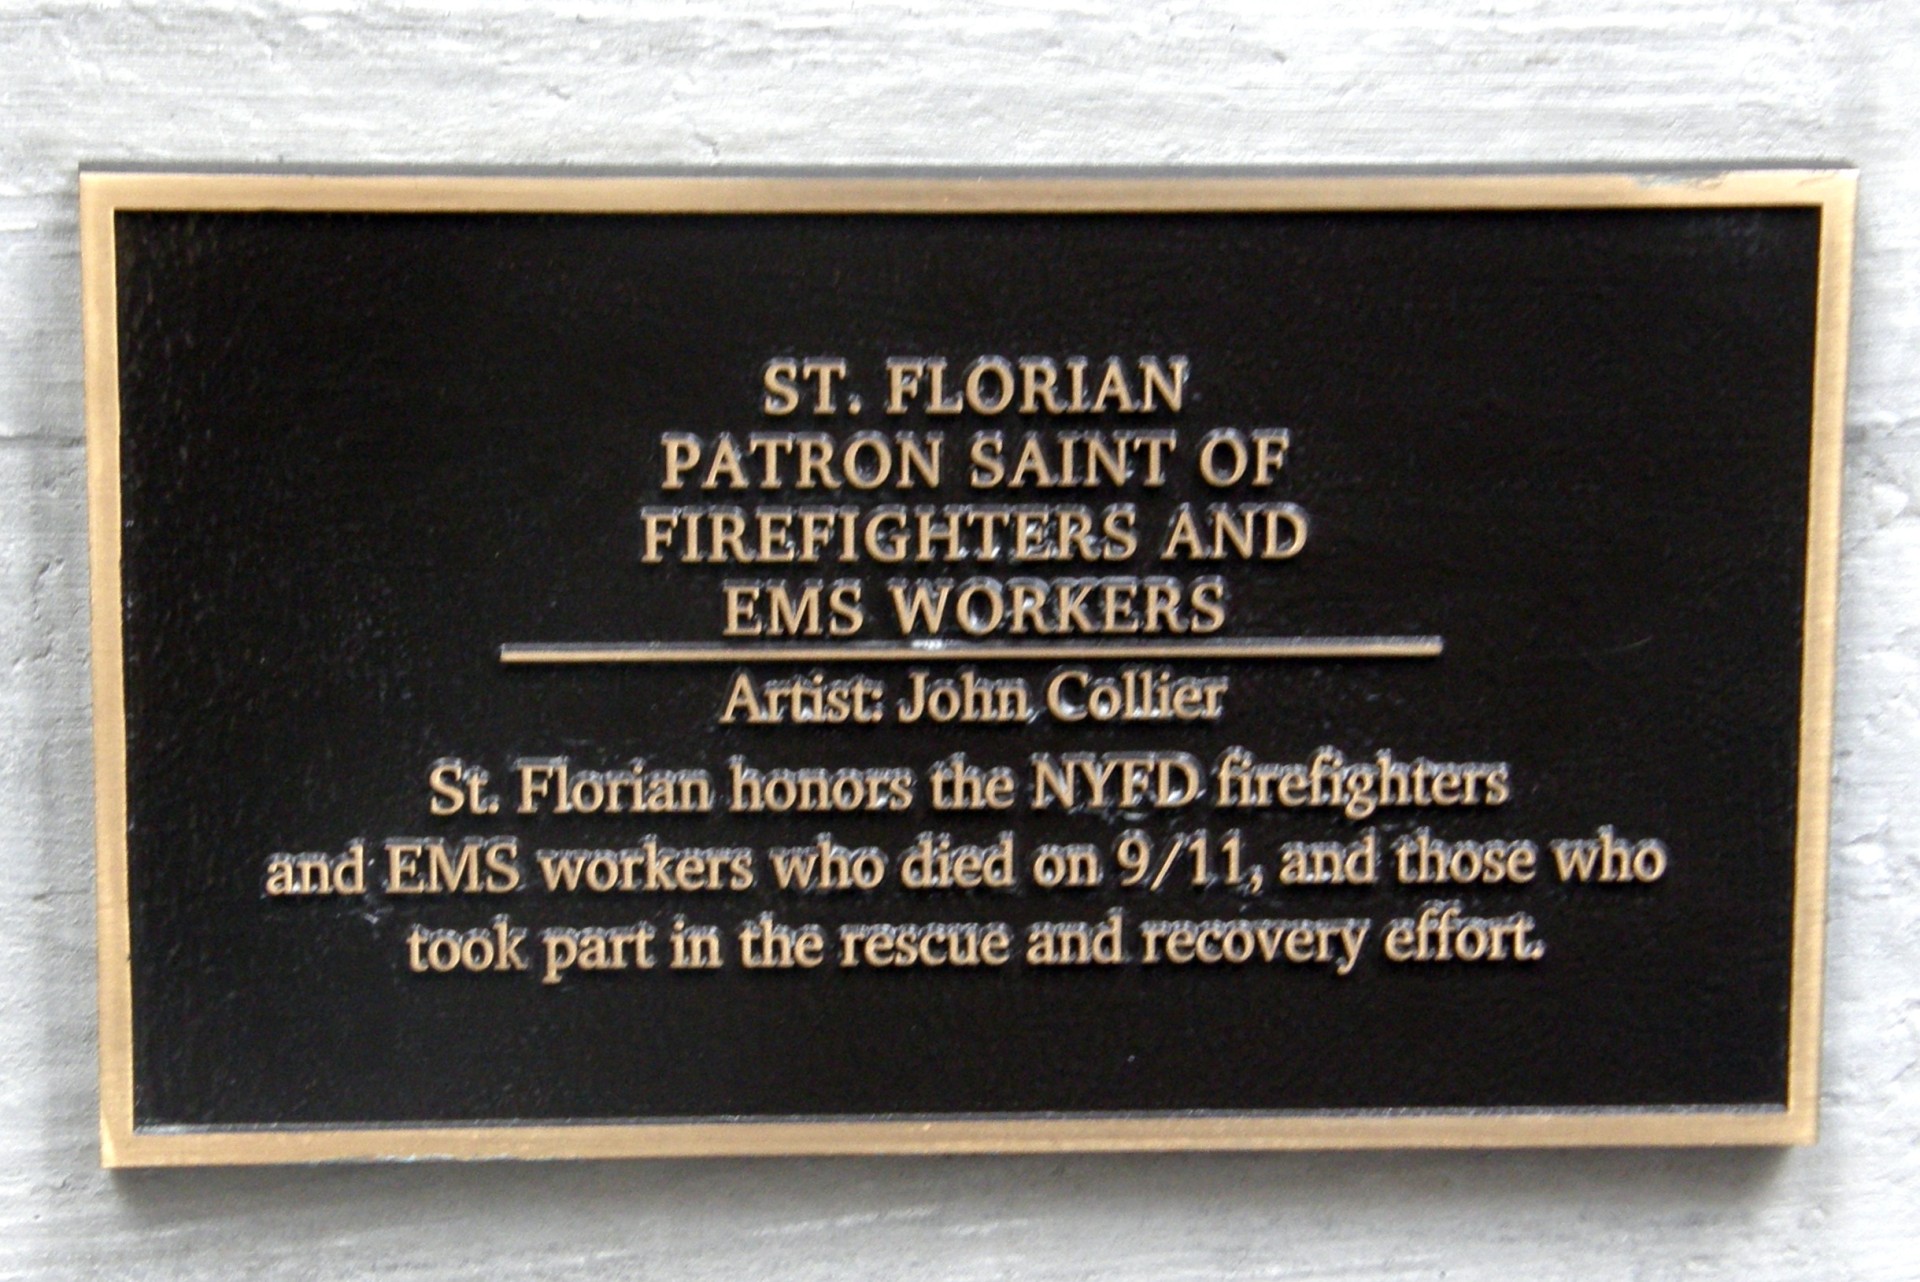 ST. FLORIAN
PATRON SAINT OF
FIREFIGHTERS AND
EMS WORKERS
Artist: John Collier
St. Florian honors the NYFD firefighters
and EMS workers who died on 9/11, and those who
took part in the rescue and recovery effort.